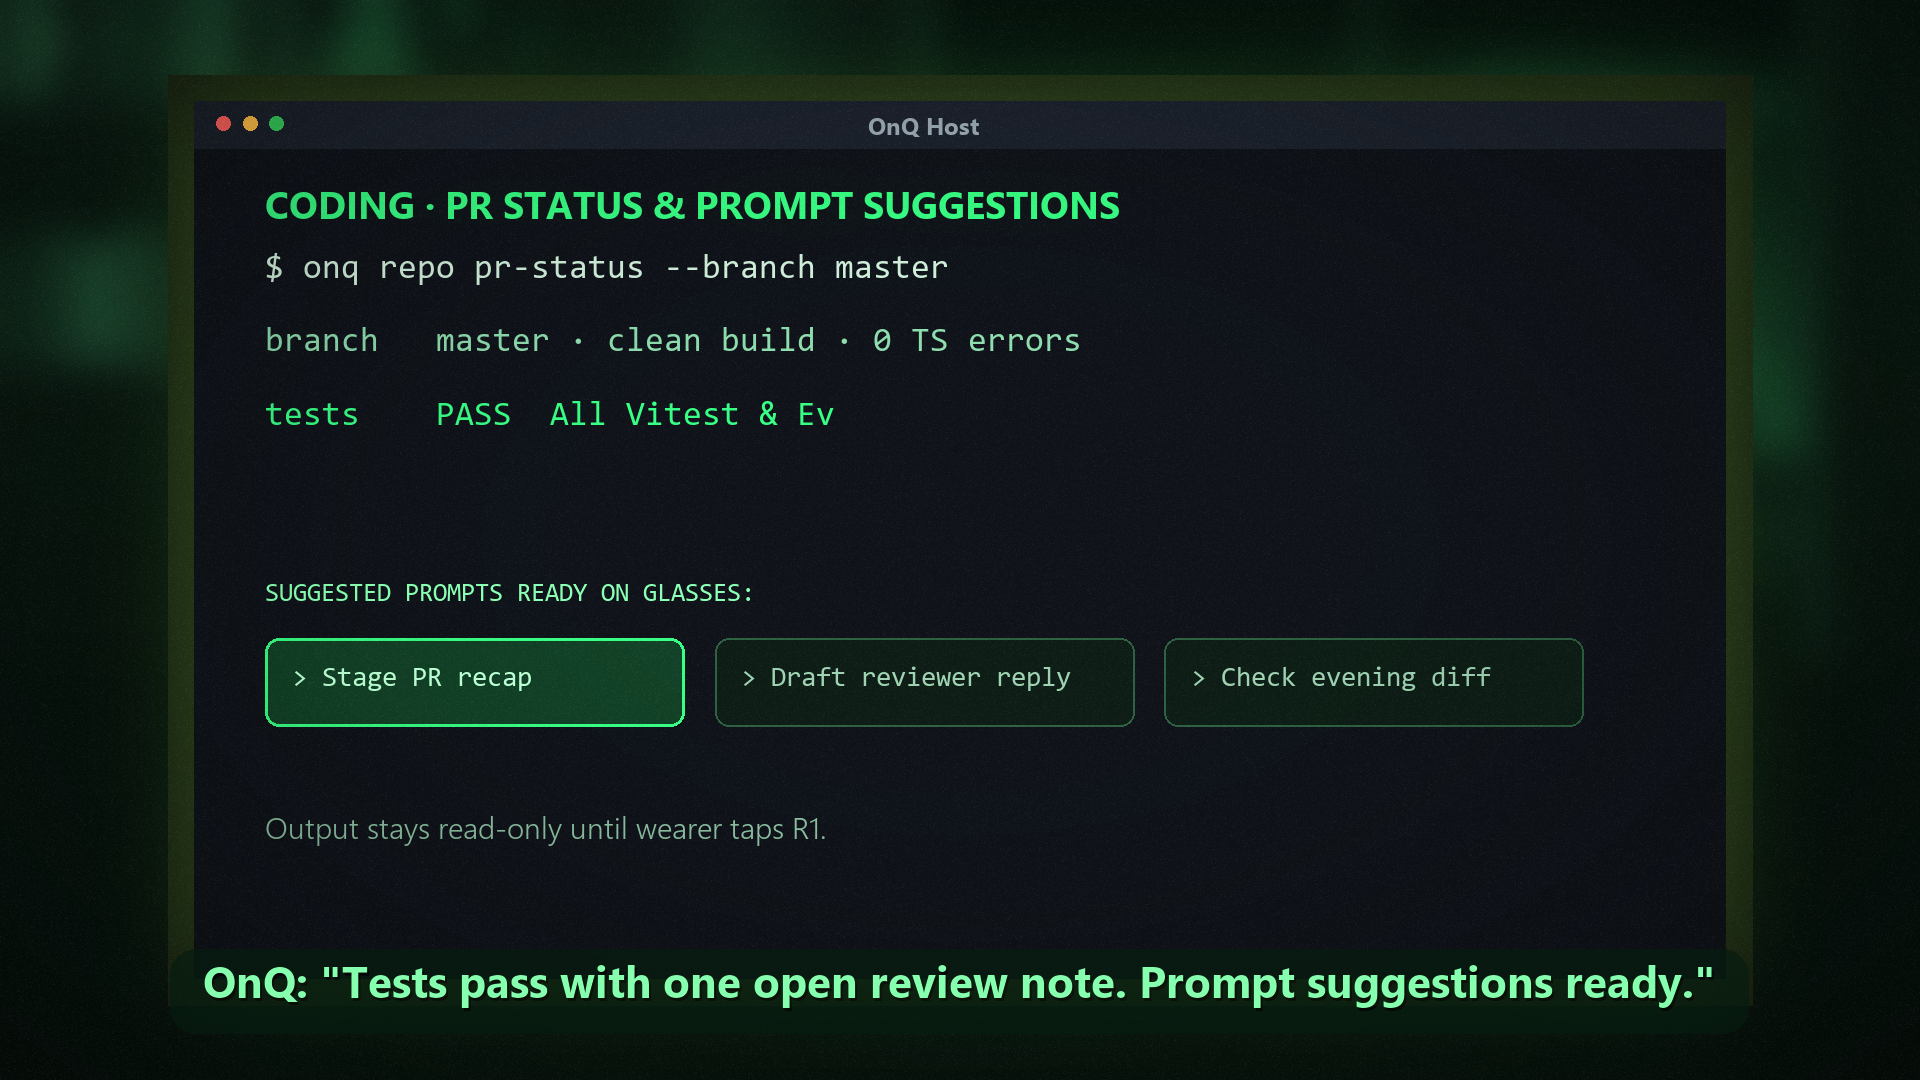 OnQ Host
CODING · PR STATUS & PROMPT SUGGESTIONS
$ onq repo pr-status --branch master
branch   master · clean build · 0 TS errors
tests    PASS  All Vitest & Ev
SUGGESTED PROMPTS READY ON GLASSES:
> Stage PR recap
> Draft reviewer reply
> Check evening diff
Output stays read-only until wearer taps R1.
OnQ: "Tests pass with one open review note. Prompt suggestions ready."